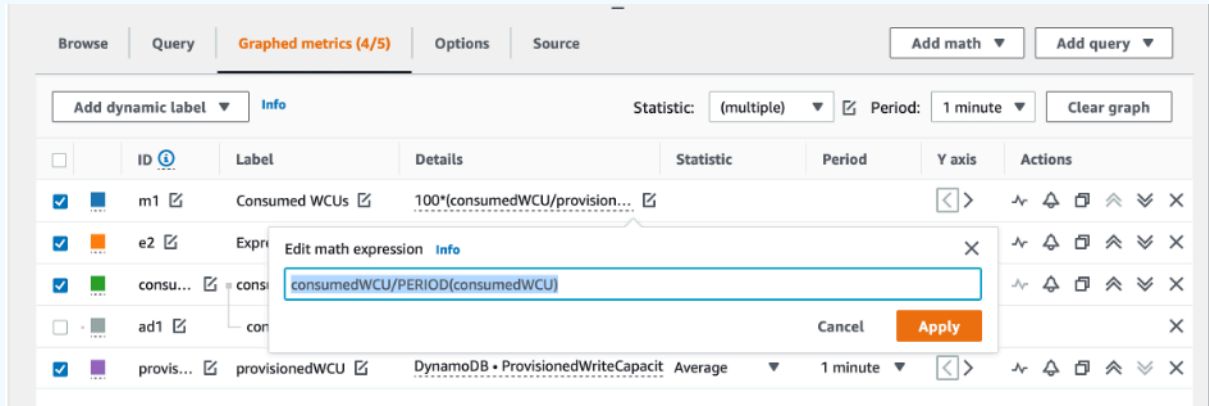 Browse Query Graphed metrics (4/5) Options Source Add math ▼ Add query ▼
Add dynamic label ▼ Info Statistic: (multiple) ▼ Period: 1 minute ▼ Clear graph
ID Label Details Statistic Period Y axis Actions
m1 Consumed WCUs 100*(consumedWCU/provision... < >
e2 Expre
Edit math expression Info
consu... cons
consumedWCU/PERIOD(consumedWCU)
ad1 con
Cancel Apply
provis... provisionedWCU DynamoDB • ProvisionedWriteCapacit Average ▼ 1 minute ▼ < >